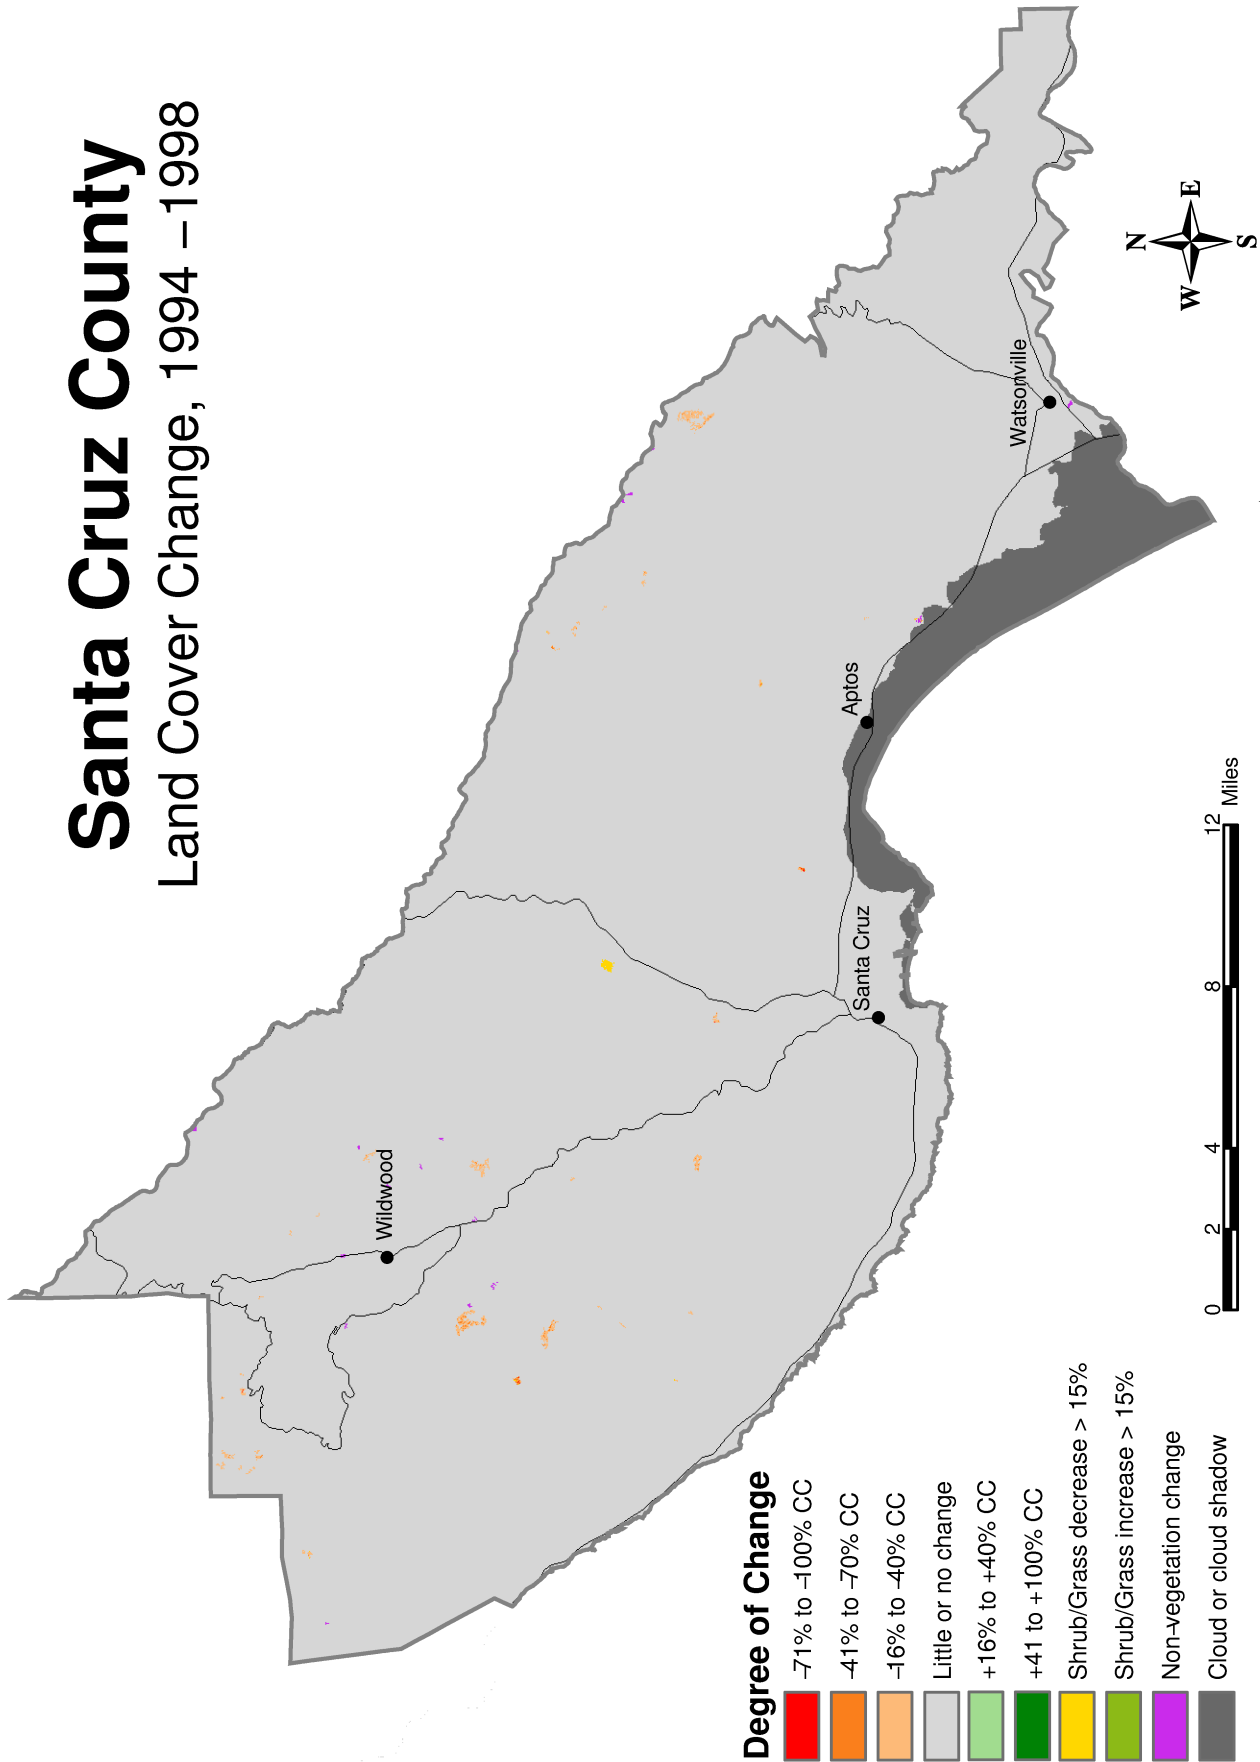 Santa Cruz County
Land Cover Change, 1994 –1998
Wildwood
Santa Cruz
Aptos
Watsonville
N
W
E
S
Degree of Change
–71% to –100% CC
–41% to –70% CC
–16% to –40% CC
Little or no change
+16% to +40% CC
+41 to +100% CC
Shrub/Grass decrease > 15%
Shrub/Grass increase > 15%
Non–vegetation change
Cloud or cloud shadow
0 2 4 8 12 Miles